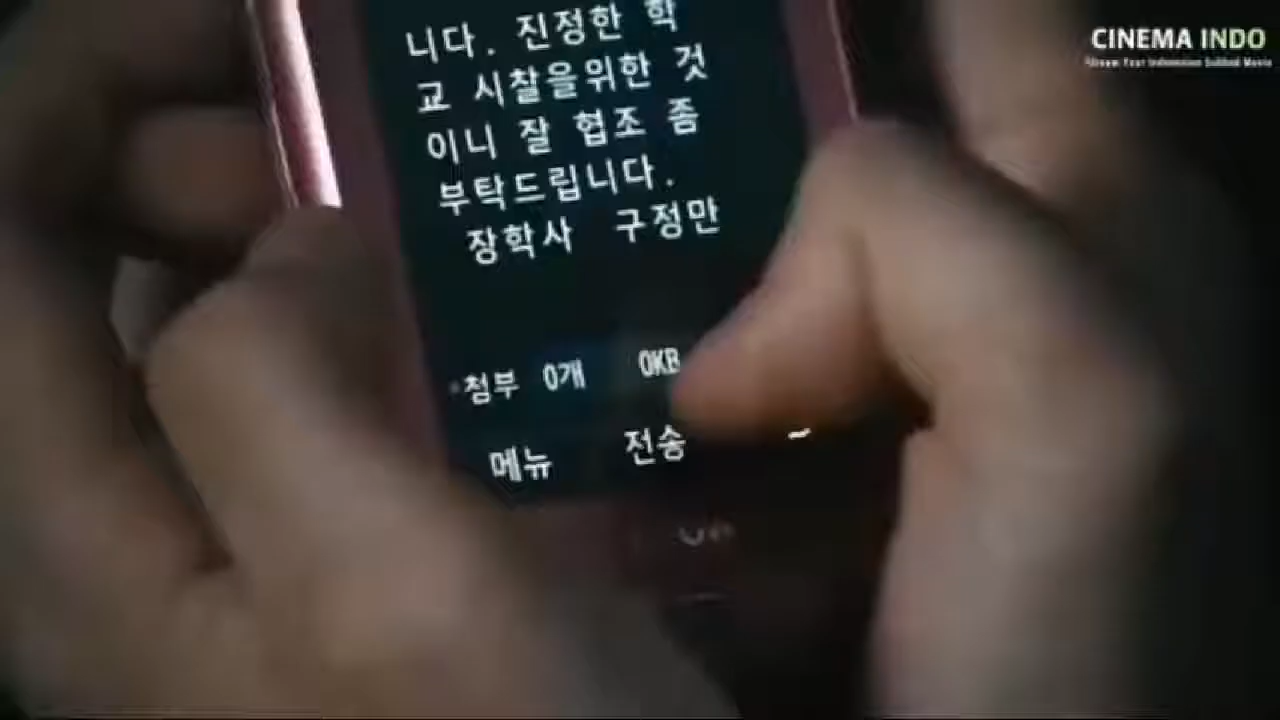 니다. 진정한 학
교 시찰을위한 것
이니 잘 협조 좀
부탁드립니다.
장학사 구정만
첨부 0개 0KB
메뉴 전송
CINEMA INDO